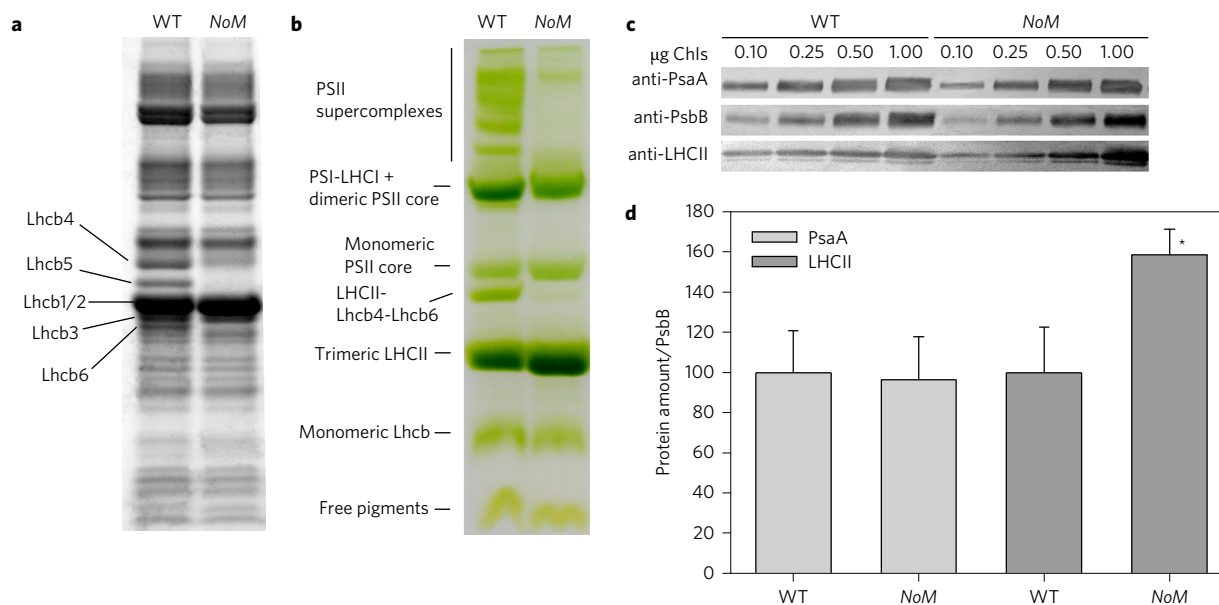 a
WT NoM
Lhcb4
Lhcb5
Lhcb1/2
Lhcb3
Lhcb6
b
WT NoM
PSII
supercomplexes
PSI-LHCI +
dimeric PSII core
Monomeric
PSII core
LHCII-
Lhcb4-Lhcb6
Trimeric LHCII
Monomeric Lhcb
Free pigments
c
WT NoM
µg Chls 0.10 0.25 0.50 1.00 0.10 0.25 0.50 1.00
anti-PsaA
anti-PsbB
anti-LHCII
d
Protein amount/PsbB
180
160
140
120
100
80
60
40
20
0
PsaA
LHCII
*
WT NoM WT NoM